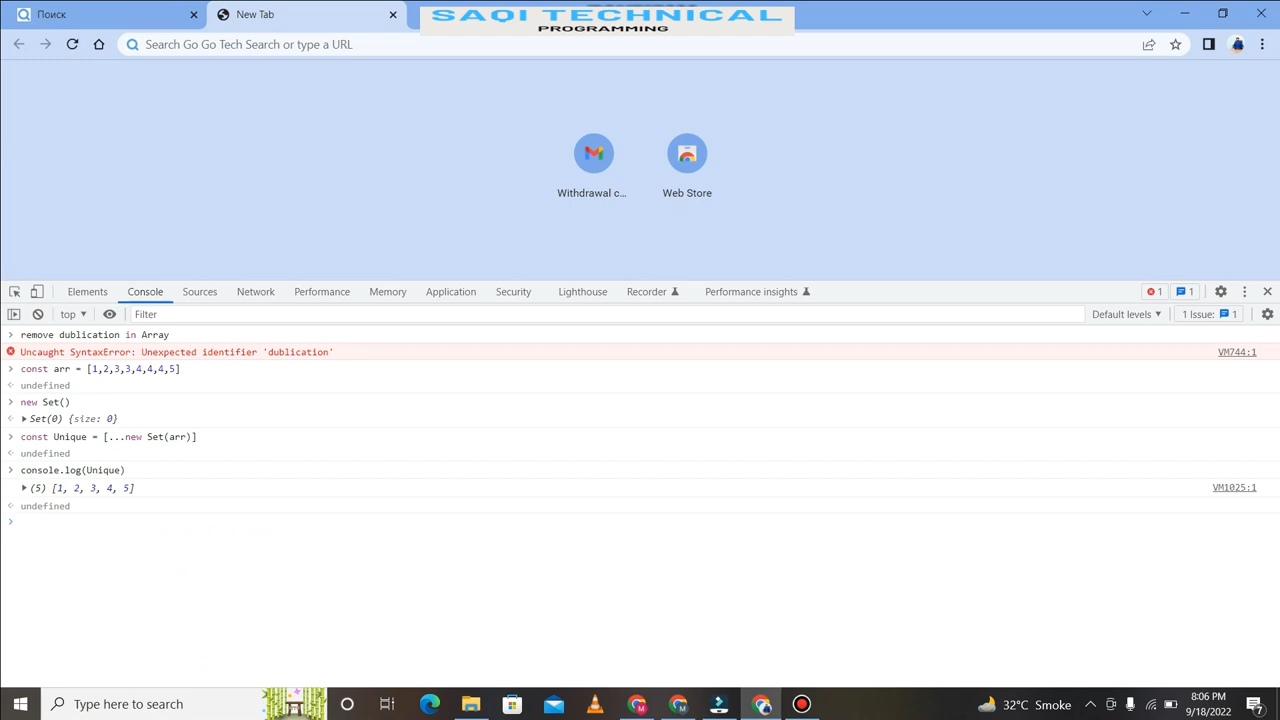 Поиск
New Tab
SAQI TECHNICAL
PROGRAMMING
Search Go Go Tech Search or type a URL
Withdrawal c...
Web Store
Elements
Console
Sources
Network
Performance
Memory
Application
Security
Lighthouse
Recorder
Performance insights
1
1
top
Filter
Default levels
1 Issue: 1
remove dublication in Array
Uncaught SyntaxError: Unexpected identifier 'dublication'
VM744:1
const arr = [1,2,3,3,4,4,4,5]
undefined
new Set()
Set(0) {size: 0}
const Unique = [...new Set(arr)]
undefined
console.log(Unique)
(5) [1, 2, 3, 4, 5]
VM1025:1
undefined
Type here to search
32°C Smoke
8:06 PM
9/18/2022
7